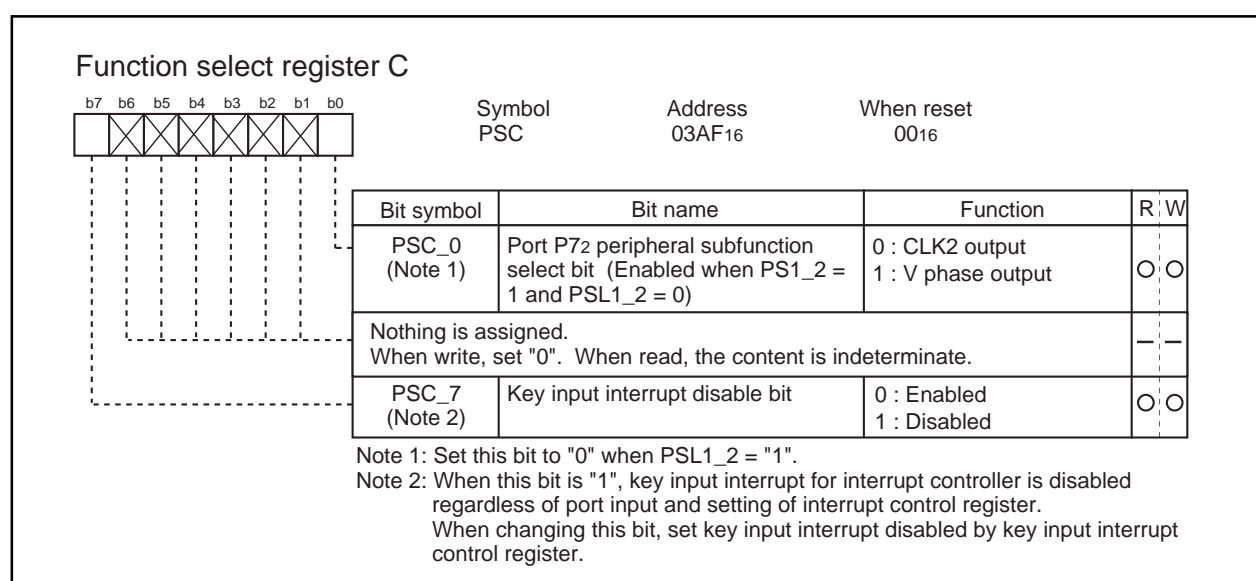 Function select register C
b7 b6 b5 b4 b3 b2 b1 b0
Symbol Address When reset
PSC 03AF16 0016
Bit symbol Bit name Function R W
PSC_0 Port P72 peripheral subfunction 0 : CLK2 output
(Note 1) select bit (Enabled when PS1_2 = 1 : V phase output
1 and PSL1_2 = 0)
Nothing is assigned.
When write, set "0". When read, the content is indeterminate.
PSC_7 Key input interrupt disable bit 0 : Enabled
(Note 2) 1 : Disabled
Note 1: Set this bit to "0" when PSL1_2 = "1".
Note 2: When this bit is "1", key input interrupt for interrupt controller is disabled
regardless of port input and setting of interrupt control register.
When changing this bit, set key input interrupt disabled by key input interrupt
control register.